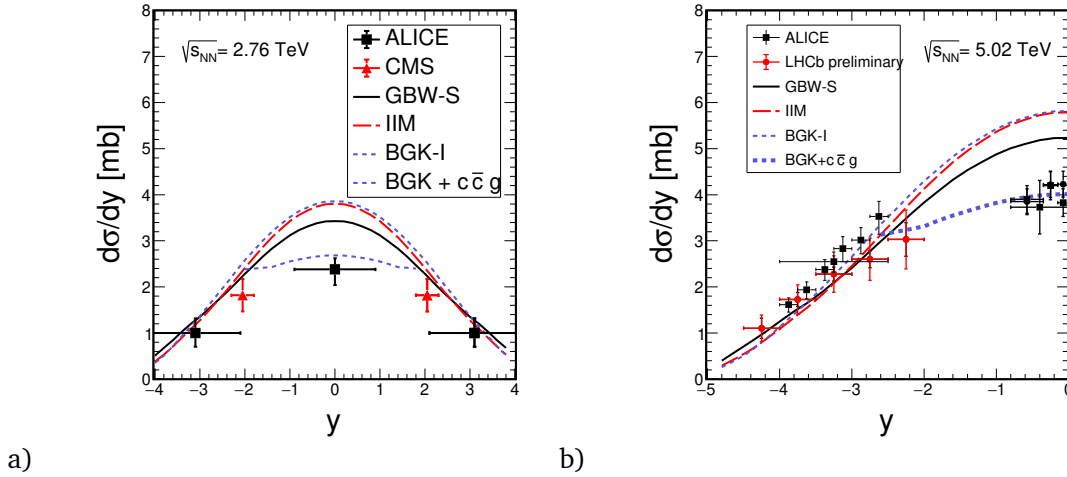 √s_NN = 2.76 TeV
ALICE
CMS
GBW-S
IIM
BGK-I
BGK + c c̄ g
dσ/dy [mb]
0 1 2 3 4 5 6 7 8
−4 −3 −2 −1 0 1 2 3 4
y
a)
√s_NN = 5.02 TeV
ALICE
LHCb preliminary
GBW-S
IIM
BGK-I
BGK+c c̄ g
dσ/dy [mb]
0 1 2 3 4 5 6 7 8
−5 −4 −3 −2 −1 0
y
b)